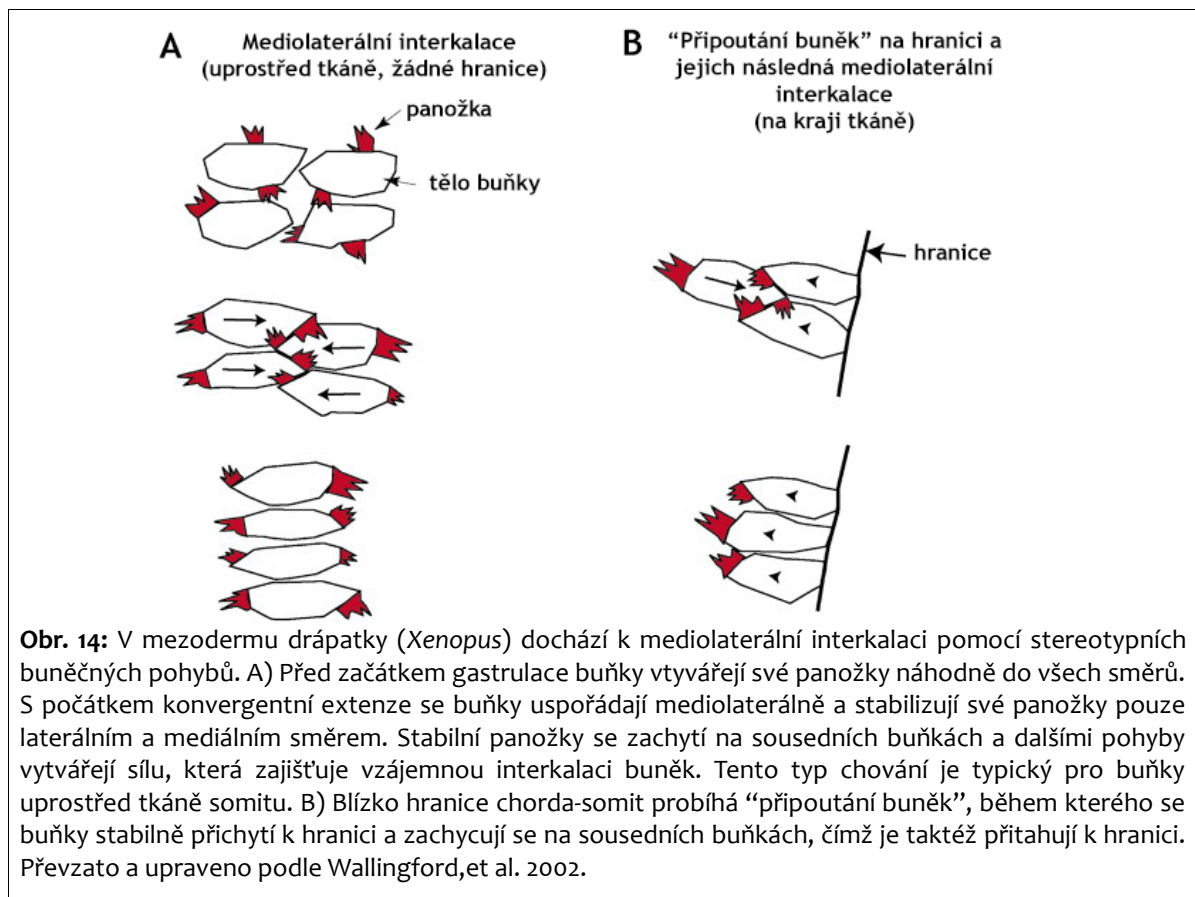 A
Mediolaterální interkalace
(uprostřed tkáně, žádné hranice)
panožka
tělo buňky
B
“Připoutání buněk” na hranici a
jejich následná mediolaterální
interkalace
(na kraji tkáně)
hranice
Obr. 14: V mezodermu drápatky (Xenopus) dochází k mediolaterální interkalaci pomocí stereotypních
buněčných pohybů. A) Před začátkem gastrulace buňky vtyvářejí své panožky náhodně do všech směrů.
S počátkem konvergentní extenze se buňky uspořádají mediolaterálně a stabilizují své panožky pouze
laterálním a mediálním směrem. Stabilní panožky se zachytí na sousedních buňkách a dalšími pohyby
vytvářejí sílu, která zajišťuje vzájemnou interkalaci buněk. Tento typ chování je typický pro buňky
uprostřed tkáně somitu. B) Blízko hranice chorda-somit probíhá “připoutání buněk”, během kterého se
buňky stabilně přichytí k hranici a zachycují se na sousedních buňkách, čímž je taktéž přitahují k hranici.
Převzato a upraveno podle Wallingford,et al. 2002.